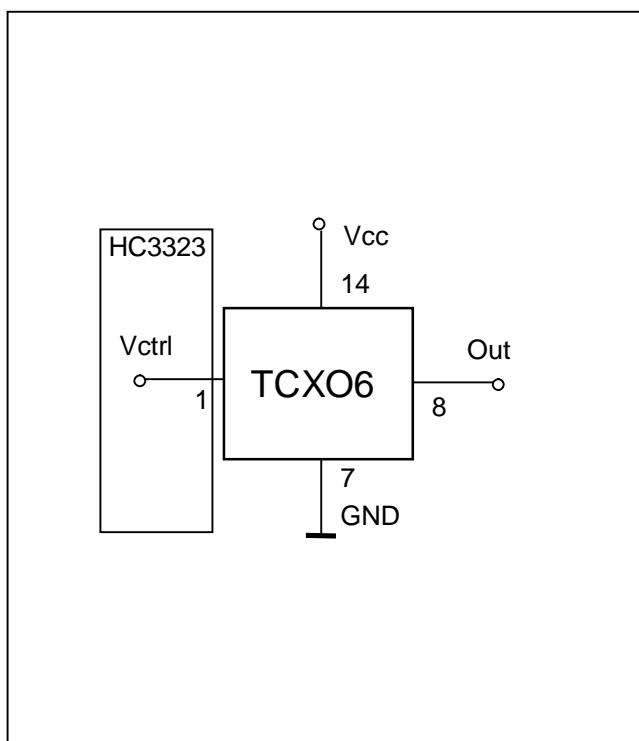 HC3323
Vcc
14
Vctrl
1
TCXO6
Out
8
7
GND